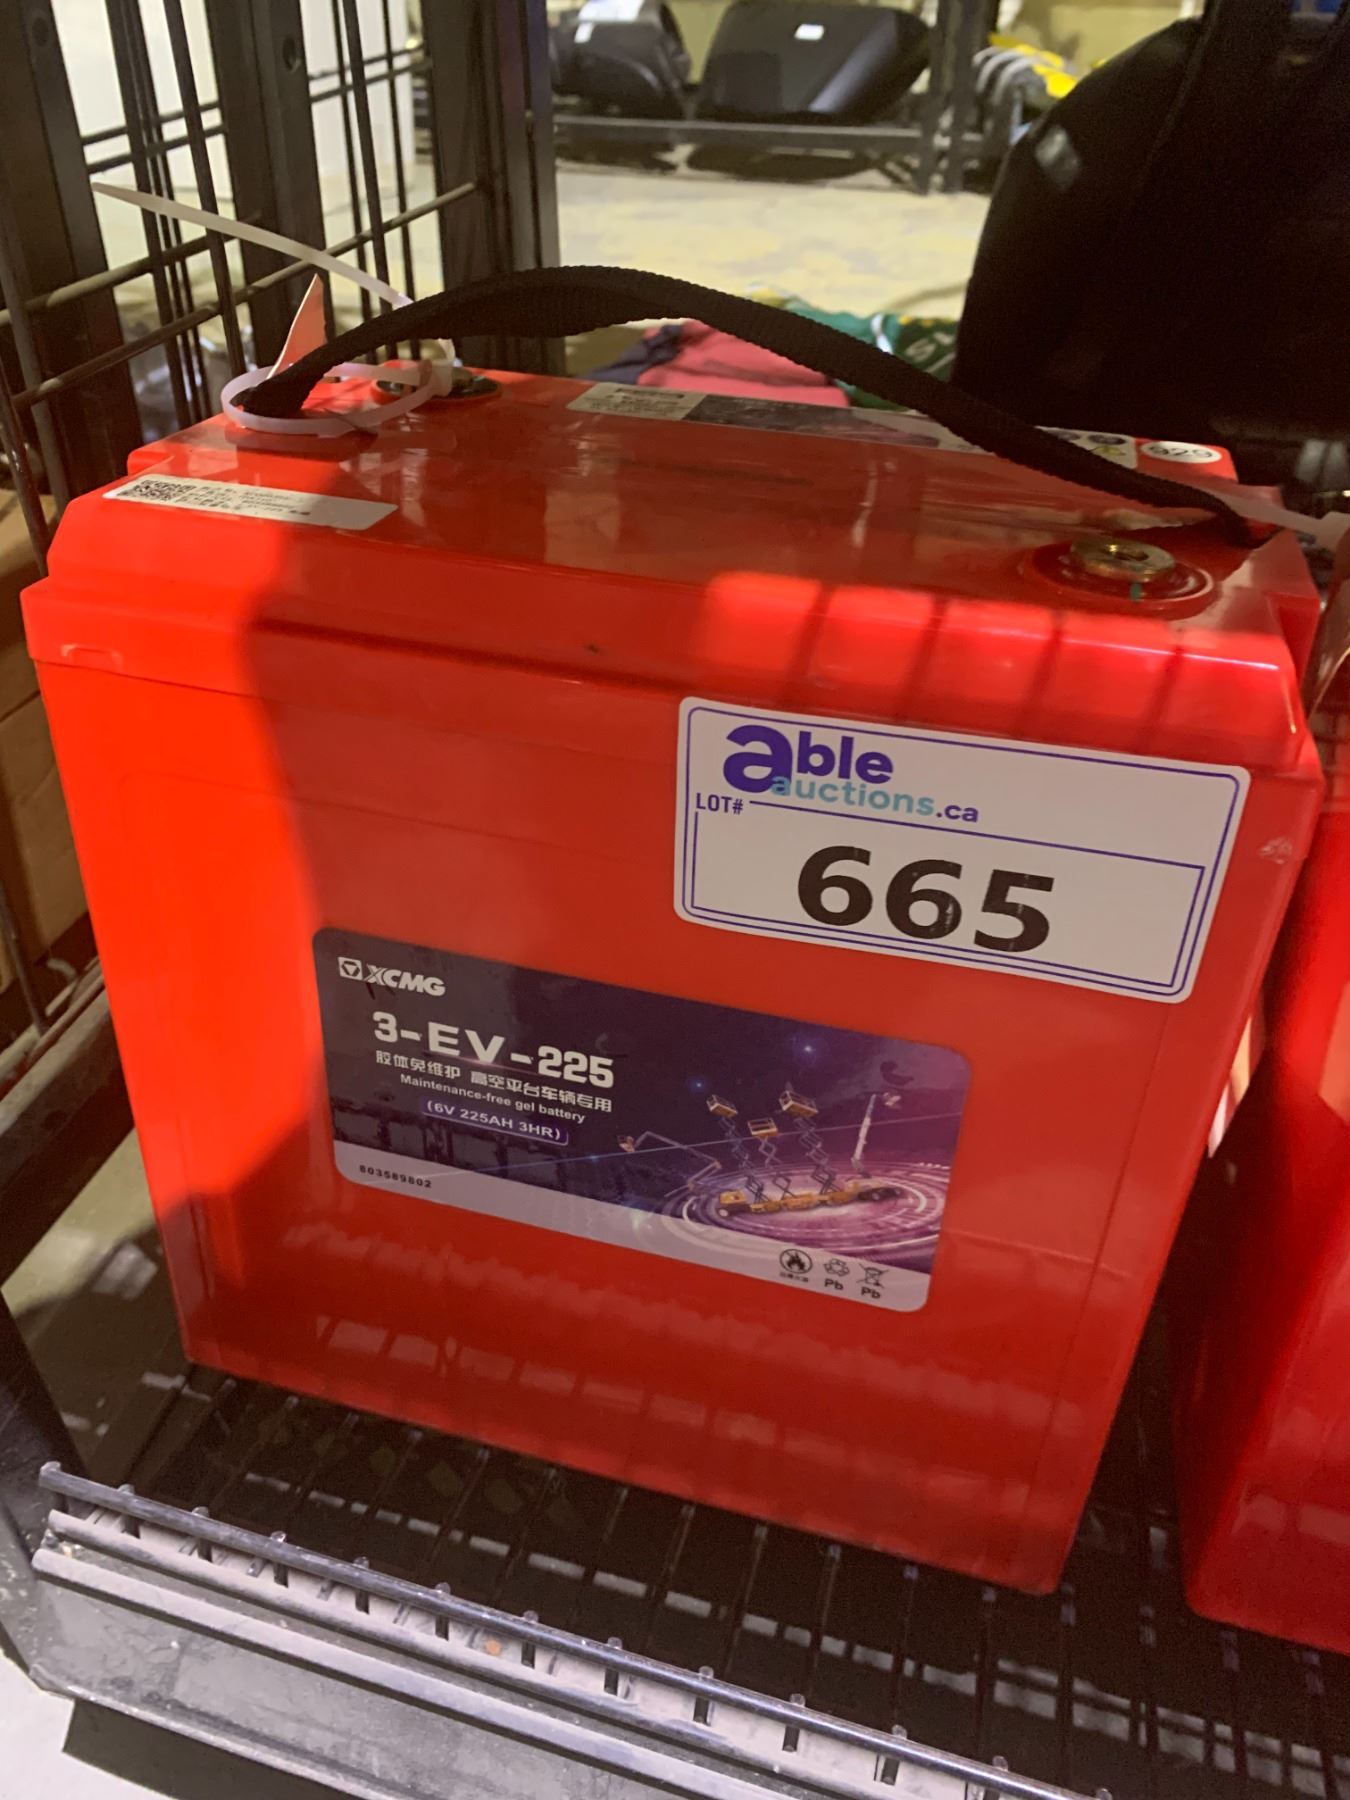 929
able
auctions.ca
LOT#
665
XCMG
3-EV-225
胶体免维护 高空平台车辆专用
Maintenance-free gel battery
(6V 225AH 3HR)
803589802
Pb
Pb